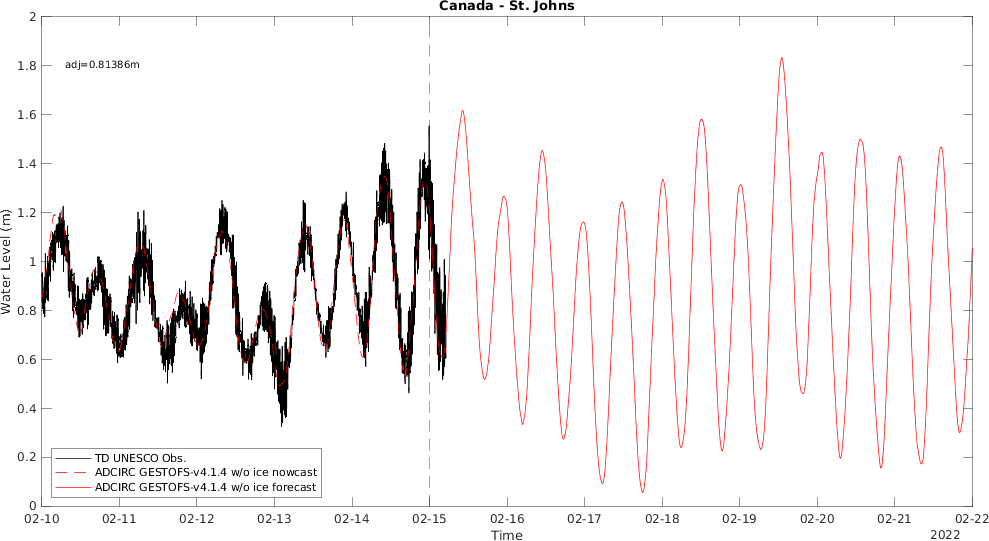 Canada - St. Johns
adj=0.81386m
Water Level (m)
2
1.8
1.6
1.4
1.2
1
0.8
0.6
0.4
0.2
0
TD UNESCO Obs.
ADCIRC GESTOFS-v4.1.4 w/o ice nowcast
ADCIRC GESTOFS-v4.1.4 w/o ice forecast
02-10 02-11 02-12 02-13 02-14 02-15 02-16 02-17 02-18 02-19 02-20 02-21 02-22
Time
2022